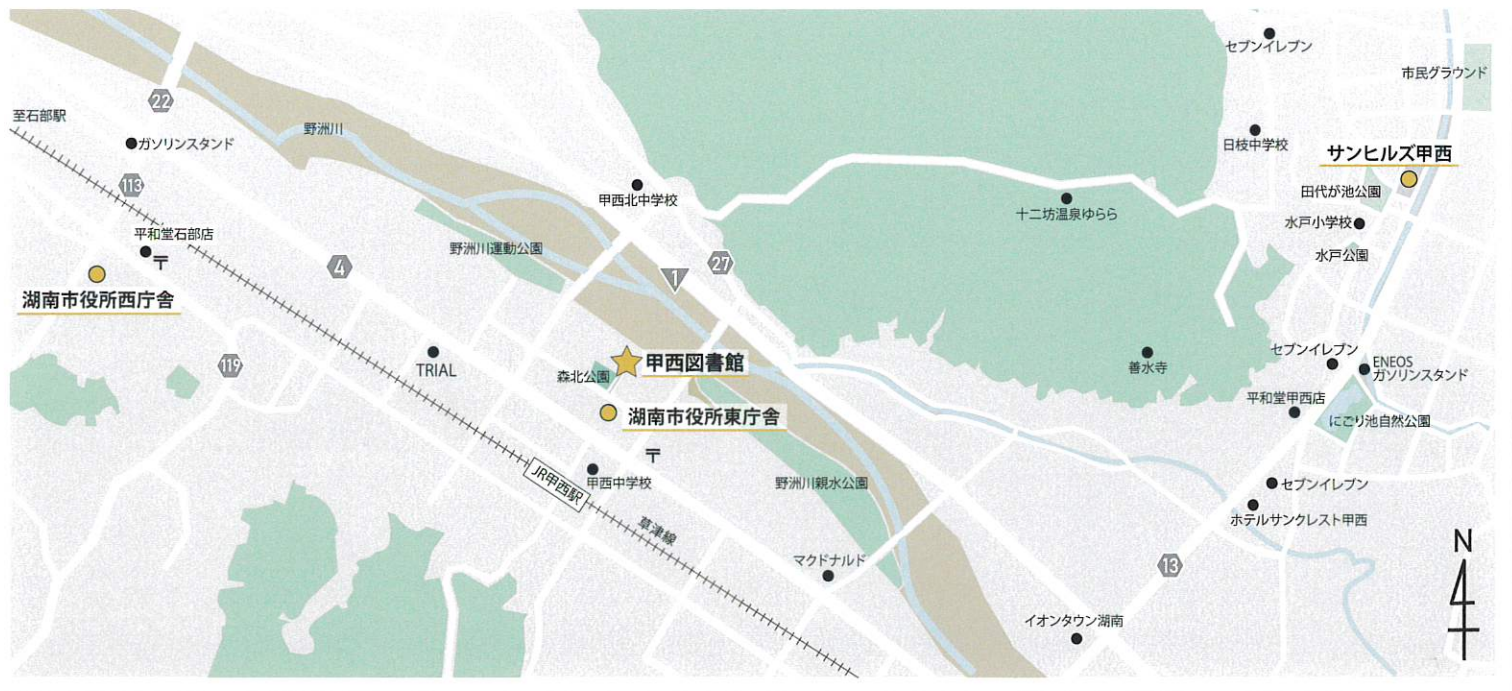 セブンイレブン
市民グラウンド
22
至石部駅
野洲川
ガソリンスタンド
日枝中学校
サンヒルズ甲西
113
甲西北中学校
田代が池公園
十二坊温泉ゆらら
水戸小学校
平和堂石部店
〒
野洲川運動公園
水戸公園
4
1
27
湖南市役所西庁舎
119
TRIAL
森北公園
甲西図書館
善水寺
セブンイレブン
ENEOS
ガソリンスタンド
平和堂甲西店
湖南市役所東庁舎
にごり池自然公園
〒
JR甲西駅
甲西中学校
野洲川親水公園
セブンイレブン
ホテルサンクレスト甲西
草津線
マクドナルド
13
N
イオンタウン湖南